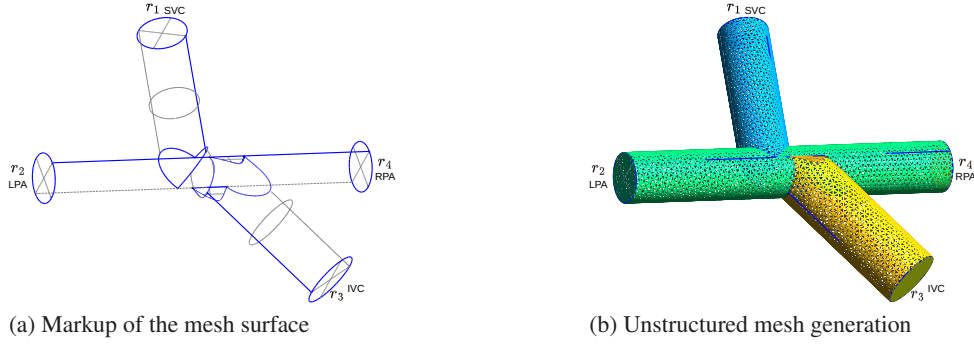 r₁ SVC
r₂
LPA
r₄
RPA
r₃ IVC
(a) Markup of the mesh surface
r₁ SVC
r₂
LPA
r₄
RPA
r₃ IVC
(b) Unstructured mesh generation